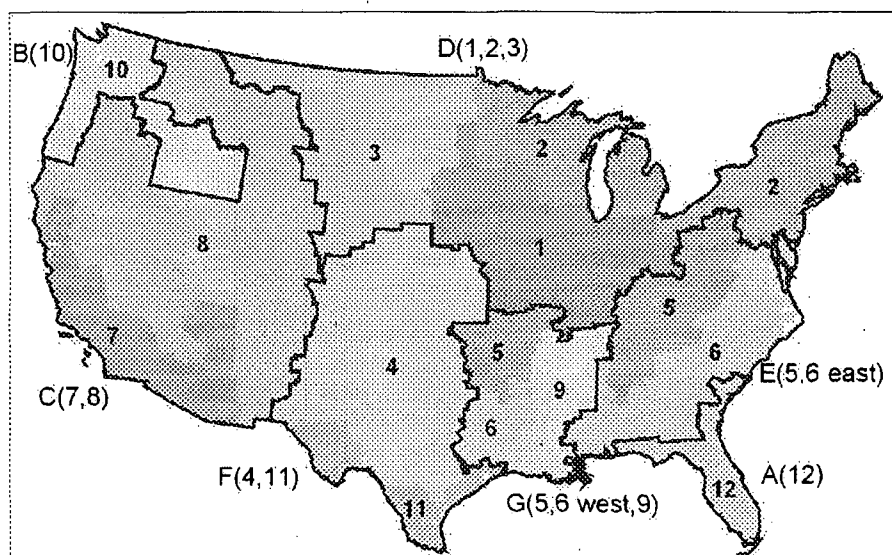 D(1,2,3)
B(10)
10
3
2
2
8
1
5
7
5
6
4
9
E(5,6 east)
C(7,8)
6
F(4,11)
12
A(12)
11
G(5,6 west,9)